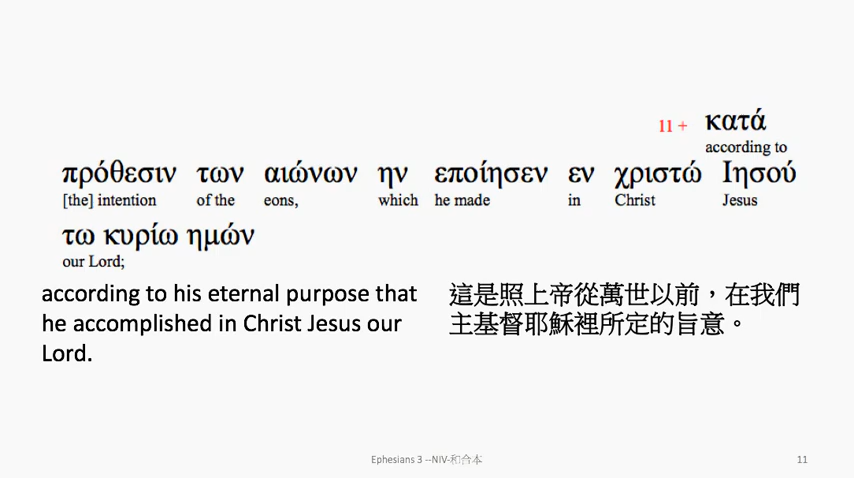 11 + κατά
according to
πρόθεσιν των αιώνων ην εποίησεν εν χριστώ Ιησού
[the] intention of the eons, which he made in Christ Jesus
τω κυρίω ημών
our Lord;
according to his eternal purpose that
he accomplished in Christ Jesus our
Lord.
這是照上帝從萬世以前，在我們
主基督耶穌裡所定的旨意。
Ephesians 3 --NIV-和合本
11